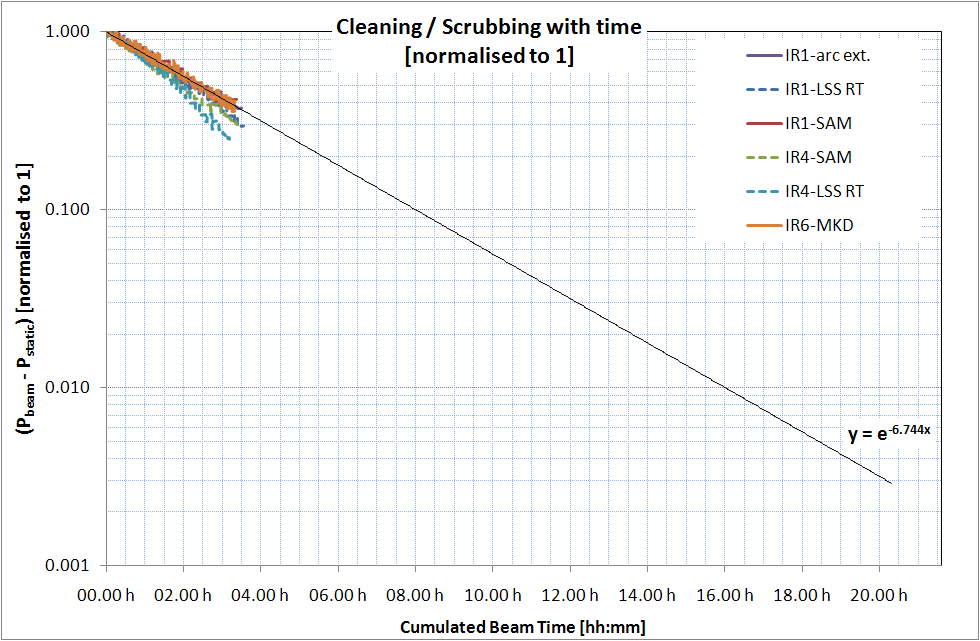 Cleaning / Scrubbing with time
[normalised to 1]
IR1-arc ext.
IR1-LSS RT
IR1-SAM
IR4-SAM
IR4-LSS RT
IR6-MKD
(Pbeam - Pstatic) [normalised to 1]
1.000
0.100
0.010
0.001
y = e-6.744x
00.00 h 02.00 h 04.00 h 06.00 h 08.00 h 10.00 h 12.00 h 14.00 h 16.00 h 18.00 h 20.00 h
Cumulated Beam Time [hh:mm]